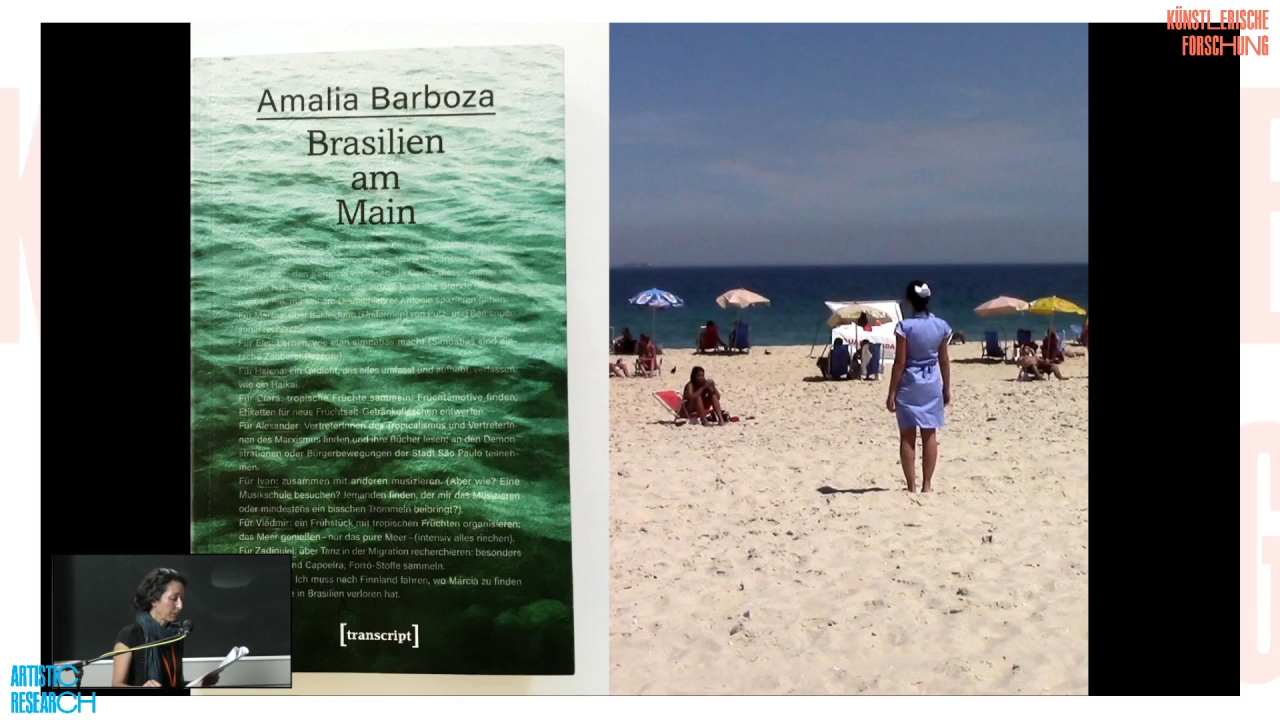 KÜNSTLERISCHE
FORSCHUNG
Amalia Barboza
Brasilien
am
Main
sofort recherchieren.
Für Elis: Lernen, wie man simpatias macht (Simpatias sind ein-
fache Zauberer-Rezepte).
Für Helena: ein Gedicht, das alles umfasst und aufhebt, verfassen,
wie ein Haikai.
Für Clara: tropische Früchte sammeln: Früchtemotive finden;
Etiketten für neue Fruchtsaft-Getränkeflaschen entwerfen.
Für Alexander: VertreterInnen des Tropicalismus und VertreterIn-
nen des Marxismus finden und ihre Bücher lesen; an den Demon-
strationen oder Bürgerbewegungen der Stadt São Paulo teilneh-
men.
Für Ivan: zusammen mit anderen musizieren. (Aber wie? Eine
Musikschule besuchen? Jemanden finden, der mir das Musizieren
oder mindestens ein bisschen Trommeln beibringt?)
Für Vladmir: ein Frühstück mit tropischen Früchten organisieren;
das Meer genießen – nur das pure Meer – (intensiv alles riechen).
Für Zadinulel: über Tanz in der Migration recherchieren: besonders
nd Capoeira; Forró-Stoffe sammeln.
Ich muss nach Finnland fahren, wo Márcia zu finden
in Brasilien verloren hat.
[transcript]
ARTISTIC
RESEARCH